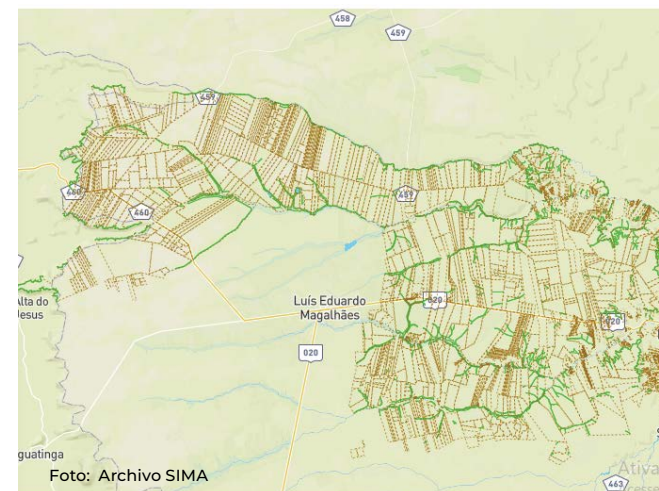 458
459
459
460
460
459
Alta do
Jesus
Luís Eduardo
Magalhães
020
020
020
guatinga
Foto: Archivo SIMA
Ativa
463